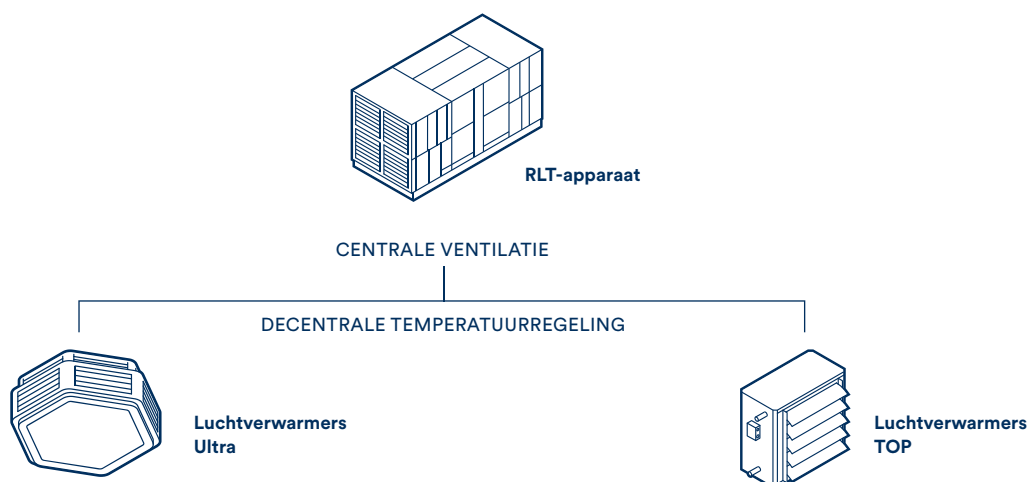 RLT-apparaat
CENTRALE VENTILATIE
DECENTRALE TEMPERATUURREGELING
Luchtverwarmers
Ultra
Luchtverwarmers
TOP